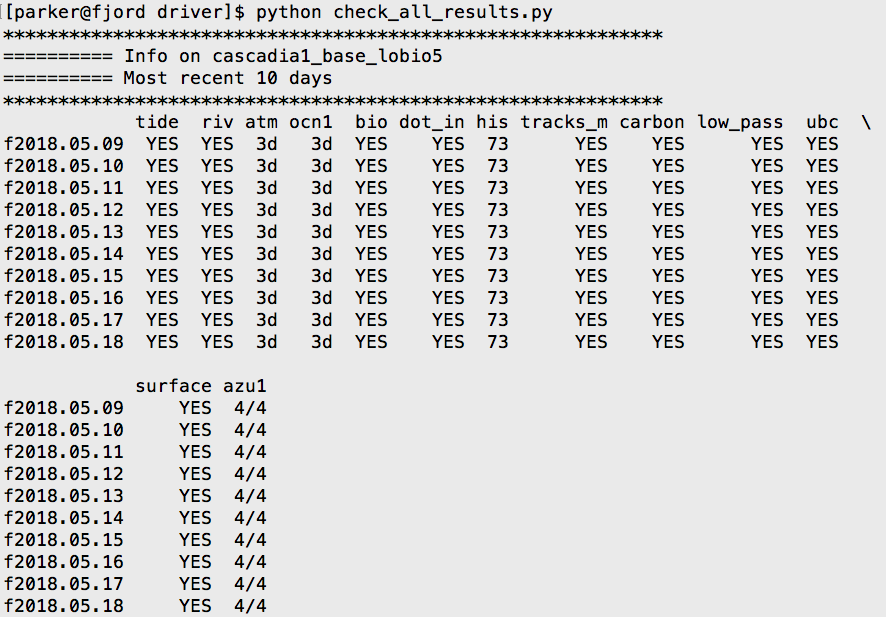 [[parker@fjord driver]$ python check_all_results.py
************************************************************
========== Info on cascadia1_base_lobio5
========== Most recent 10 days
************************************************************
            tide  riv atm ocn1  bio dot_in his tracks_m carbon low_pass  ubc  \
f2018.05.09  YES  YES  3d   3d  YES    YES  73      YES    YES      YES  YES
f2018.05.10  YES  YES  3d   3d  YES    YES  73      YES    YES      YES  YES
f2018.05.11  YES  YES  3d   3d  YES    YES  73      YES    YES      YES  YES
f2018.05.12  YES  YES  3d   3d  YES    YES  73      YES    YES      YES  YES
f2018.05.13  YES  YES  3d   3d  YES    YES  73      YES    YES      YES  YES
f2018.05.14  YES  YES  3d   3d  YES    YES  73      YES    YES      YES  YES
f2018.05.15  YES  YES  3d   3d  YES    YES  73      YES    YES      YES  YES
f2018.05.16  YES  YES  3d   3d  YES    YES  73      YES    YES      YES  YES
f2018.05.17  YES  YES  3d   3d  YES    YES  73      YES    YES      YES  YES
f2018.05.18  YES  YES  3d   3d  YES    YES  73      YES    YES      YES  YES
            surface azu1
f2018.05.09     YES  4/4
f2018.05.10     YES  4/4
f2018.05.11     YES  4/4
f2018.05.12     YES  4/4
f2018.05.13     YES  4/4
f2018.05.14     YES  4/4
f2018.05.15     YES  4/4
f2018.05.16     YES  4/4
f2018.05.17     YES  4/4
f2018.05.18     YES  4/4